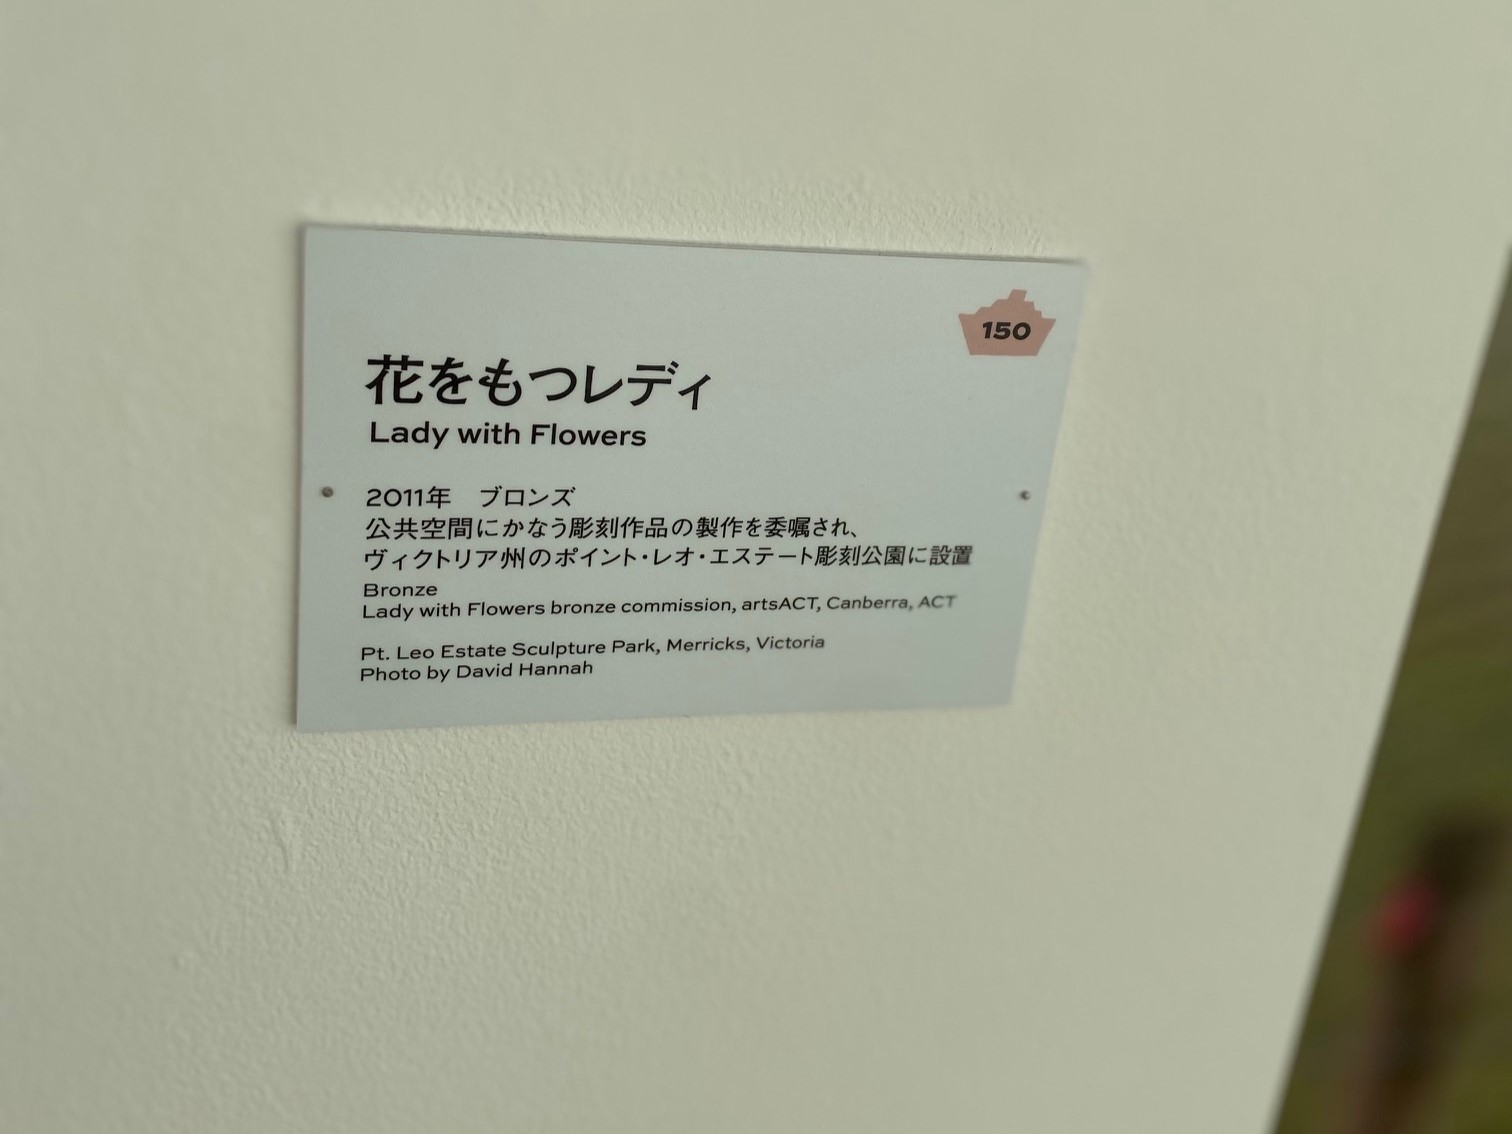 150
花をもつレディ
Lady with Flowers
2011年　ブロンズ
公共空間にかなう彫刻作品の製作を委嘱され、
ヴィクトリア州のポイント・レオ・エステート彫刻公園に設置
Bronze
Lady with Flowers bronze commission, artsACT, Canberra, ACT
Pt. Leo Estate Sculpture Park, Merricks, Victoria
Photo by David Hannah